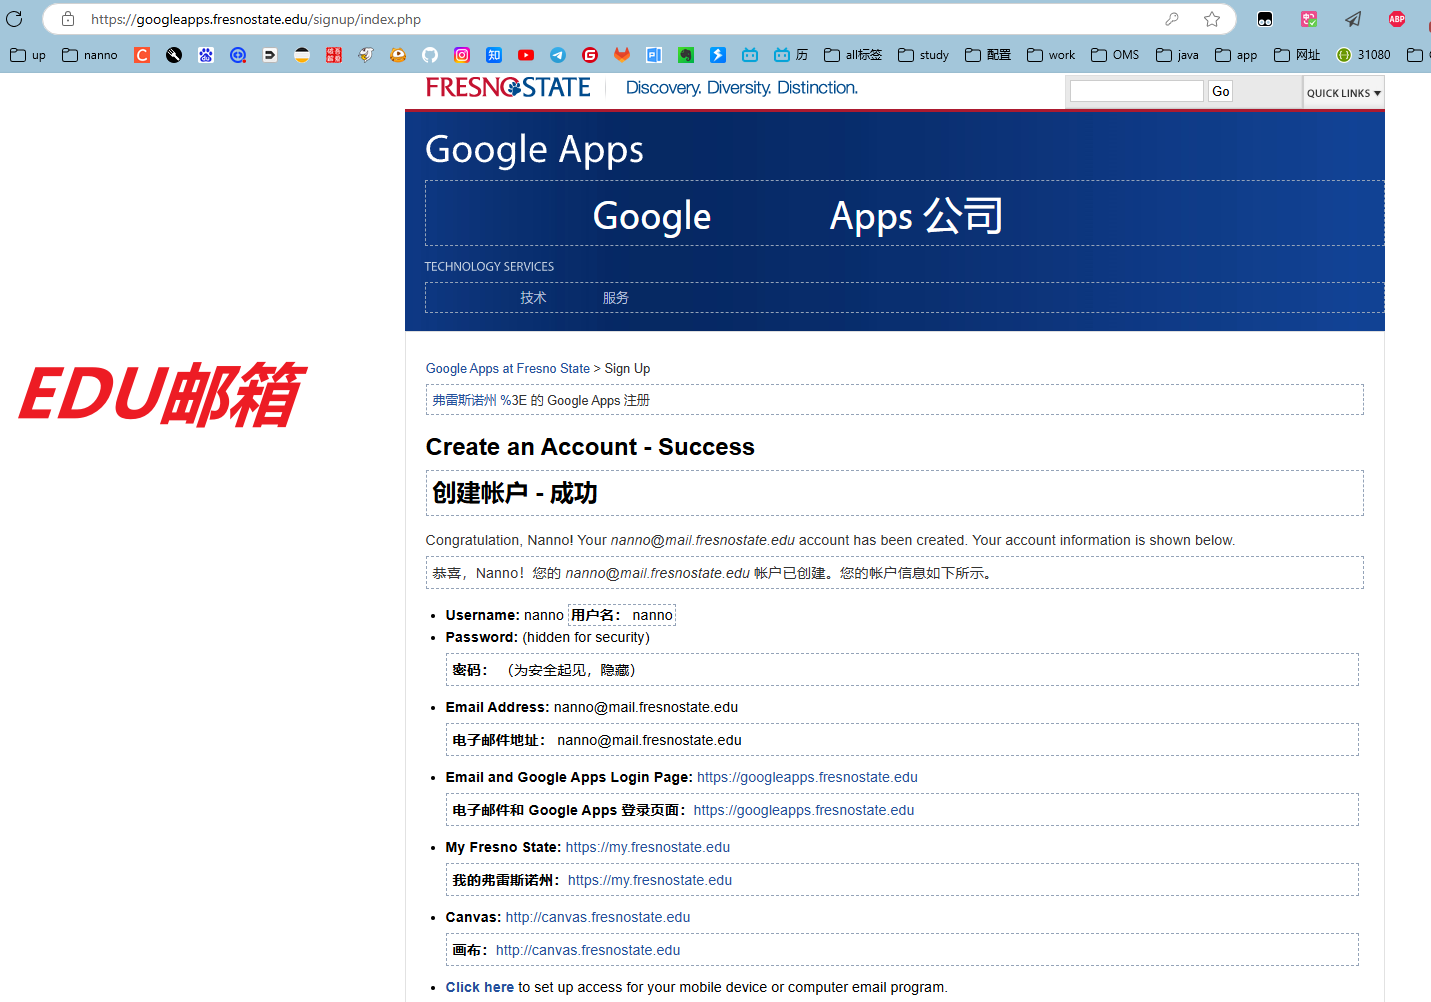 https://googleapps.fresnostate.edu/signup/index.php
up
nanno
历
all标签
study
配置
work
OMS
java
app
网址
31080
FRESNO STATE
Discovery. Diversity. Distinction.
Go
QUICK LINKS
Google Apps
Google Apps 公司
TECHNOLOGY SERVICES
技术 服务
EDU邮箱
Google Apps at Fresno State > Sign Up
弗雷斯诺州 %3E 的 Google Apps 注册
Create an Account - Success
创建帐户 - 成功
Congratulation, Nanno! Your nanno@mail.fresnostate.edu account has been created. Your account information is shown below.
恭喜，Nanno！您的 nanno@mail.fresnostate.edu 帐户已创建。您的帐户信息如下所示。
Username: nanno 用户名： nanno
Password: (hidden for security)
密码： （为安全起见，隐藏）
Email Address: nanno@mail.fresnostate.edu
电子邮件地址： nanno@mail.fresnostate.edu
Email and Google Apps Login Page: https://googleapps.fresnostate.edu
电子邮件和 Google Apps 登录页面：https://googleapps.fresnostate.edu
My Fresno State: https://my.fresnostate.edu
我的弗雷斯诺州：https://my.fresnostate.edu
Canvas: http://canvas.fresnostate.edu
画布：http://canvas.fresnostate.edu
Click here to set up access for your mobile device or computer email program.